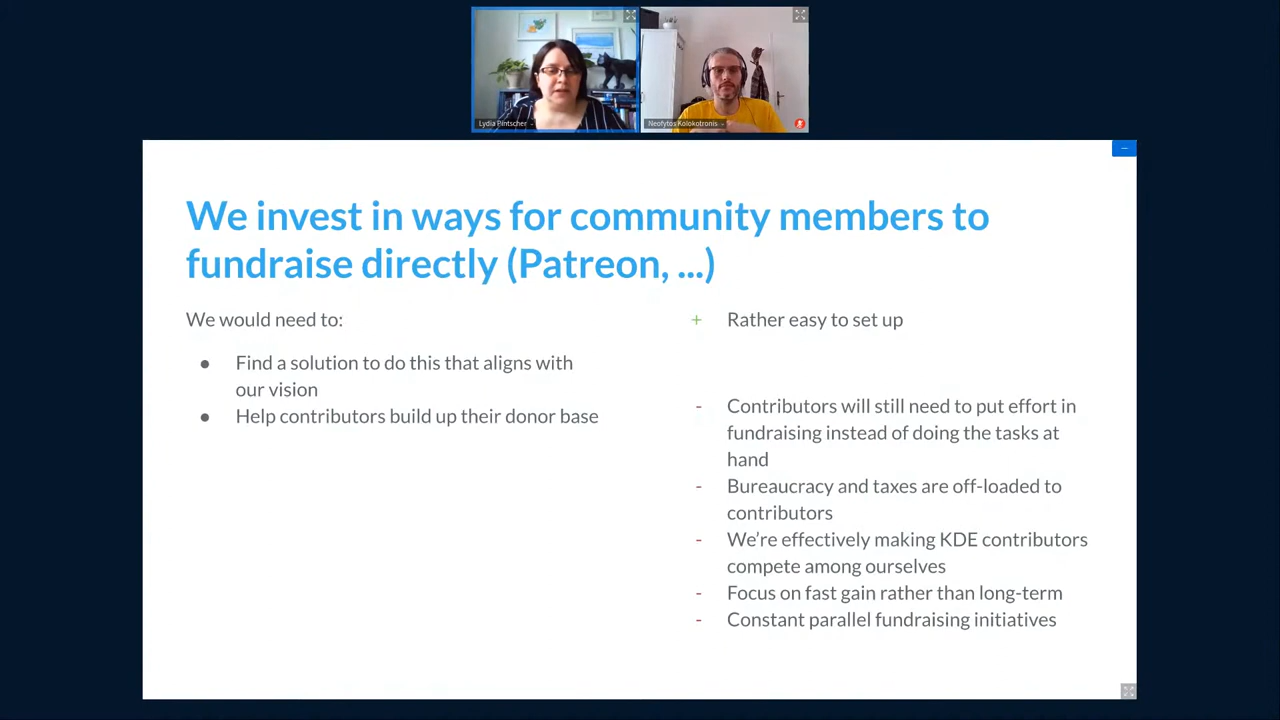 Lydia Pintscher
Neofytos Kolokotronis
We invest in ways for community members to
fundraise directly (Patreon, ...)
We would need to:
● Find a solution to do this that aligns with
our vision
● Help contributors build up their donor base
+ Rather easy to set up
- Contributors will still need to put effort in
fundraising instead of doing the tasks at
hand
- Bureaucracy and taxes are off-loaded to
contributors
- We’re effectively making KDE contributors
compete among ourselves
- Focus on fast gain rather than long-term
- Constant parallel fundraising initiatives